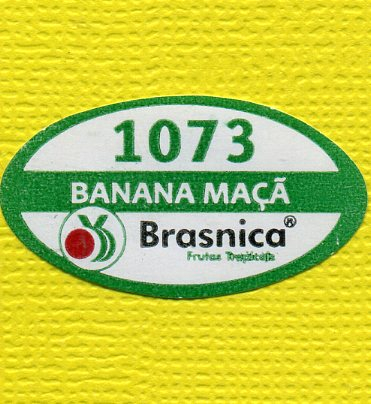 1073
BANANA MAÇÃ
Brasnica®
Frutas Tropicais